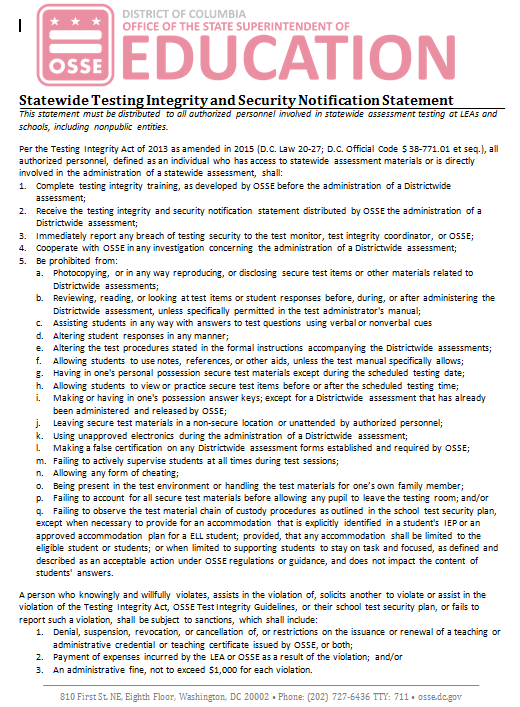 DISTRICT OF COLUMBIA
OFFICE OF THE STATE SUPERINTENDENT OF
OSSE
EDUCATION
Statewide Testing Integrity and Security Notification Statement
This statement must be distributed to all authorized personnel involved in statewide assessment testing at LEAs and
schools, including nonpublic entities.
Per the Testing Integrity Act of 2013 as amended in 2015 (D.C. Law 20-27; D.C. Official Code § 38-771.01 et seq.), all
authorized personnel, defined as an individual who has access to statewide assessment materials or is directly
involved in the administration of a statewide assessment, shall:
1. Complete testing integrity training, as developed by OSSE before the administration of a Districtwide
assessment;
2. Receive the testing integrity and security notification statement distributed by OSSE the administration of a
Districtwide assessment;
3. Immediately report any breach of testing security to the test monitor, test integrity coordinator, or OSSE;
4. Cooperate with OSSE in any investigation concerning the administration of a Districtwide assessment;
5. Be prohibited from:
a. Photocopying, or in any way reproducing, or disclosing secure test items or other materials related to
Districtwide assessments;
b. Reviewing, reading, or looking at test items or student responses before, during, or after administering the
Districtwide assessment, unless specifically permitted in the test administrator's manual;
c. Assisting students in any way with answers to test questions using verbal or nonverbal cues
d. Altering student responses in any manner;
e. Altering the test procedures stated in the formal instructions accompanying the Districtwide assessments;
f. Allowing students to use notes, references, or other aids, unless the test manual specifically allows;
g. Having in one's personal possession secure test materials except during the scheduled testing date;
h. Allowing students to view or practice secure test items before or after the scheduled testing time;
i. Making or having in one's possession answer keys; except for a Districtwide assessment that has already
been administered and released by OSSE;
j. Leaving secure test materials in a non-secure location or unattended by authorized personnel;
k. Using unapproved electronics during the administration of a Districtwide assessment;
l. Making a false certification on any Districtwide assessment forms established and required by OSSE;
m. Failing to actively supervise students at all times during test sessions;
n. Allowing any form of cheating;
o. Being present in the test environment or handling the test materials for one's own family member;
p. Failing to account for all secure test materials before allowing any pupil to leave the testing room; and/or
q. Failing to observe the test material chain of custody procedures as outlined in the school test security plan,
except when necessary to provide for an accommodation that is explicitly identified in a student's IEP or an
approved accommodation plan for a ELL student; provided, that any accommodation shall be limited to the
eligible student or students; or when limited to supporting students to stay on task and focused, as defined and
described as an acceptable action under OSSE regulations or guidance, and does not impact the content of
students' answers.
A person who knowingly and willfully violates, assists in the violation of, solicits another to violate or assist in the
violation of the Testing Integrity Act, OSSE Test Integrity Guidelines, or their school test security plan, or fails to
report such a violation, shall be subject to sanctions, which shall include:
1. Denial, suspension, revocation, or cancellation of, or restrictions on the issuance or renewal of a teaching or
administrative credential or teaching certificate issued by OSSE, or both;
2. Payment of expenses incurred by the LEA or OSSE as a result of the violation; and/or
3. An administrative fine, not to exceed $1,000 for each violation.
810 First St. NE, Eighth Floor, Washington, DC 20002 • Phone: (202) 727-6436 TTY: 711 • osse.dc.gov